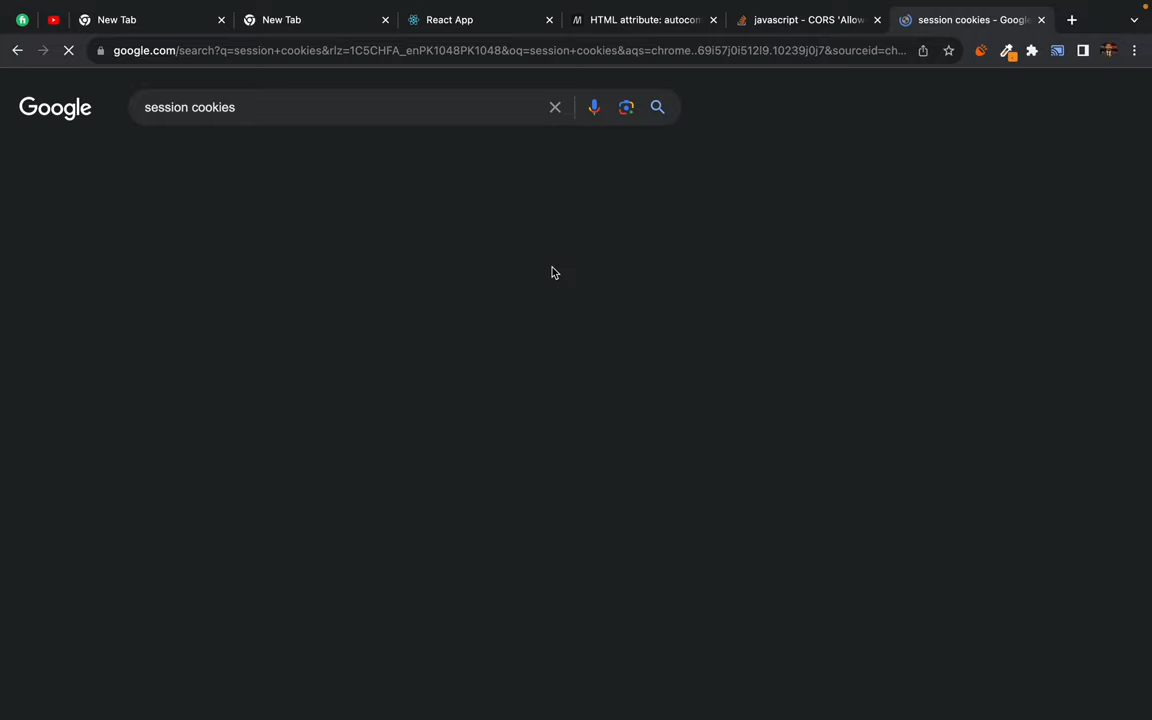 New Tab
New Tab
React App
HTML attribute: autocom
javascript - CORS 'Allow
session cookies - Google
google.com/search?q=session+cookies&rlz=1C5CHFA_enPK1048PK1048&oq=session+cookies&aqs=chrome..69i57j0i512l9.10239j0j7&sourceid=ch...
Google
session cookies